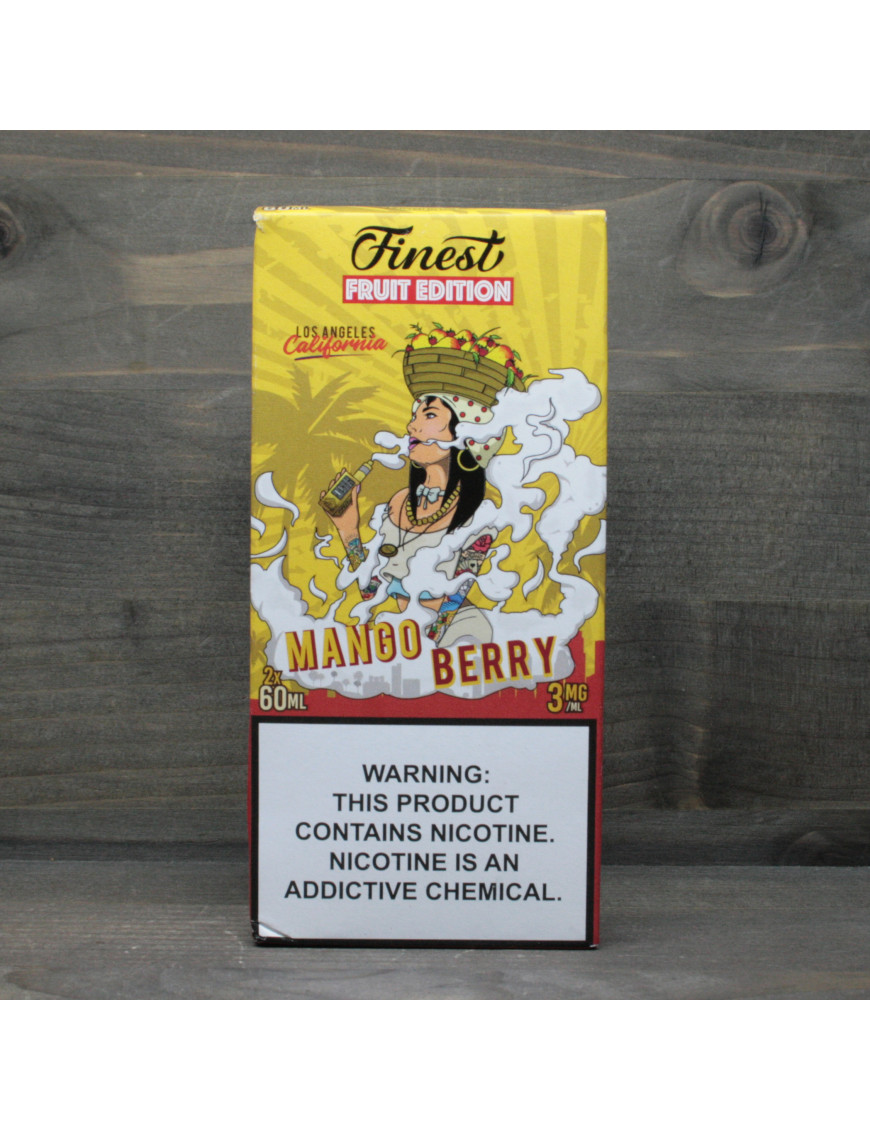 Finest
FRUIT EDITION
LOS ANGELES
California
MANGO
BERRY
2x
60ML
3MG
/ML
WARNING:
THIS PRODUCT
CONTAINS NICOTINE.
NICOTINE IS AN
ADDICTIVE CHEMICAL.